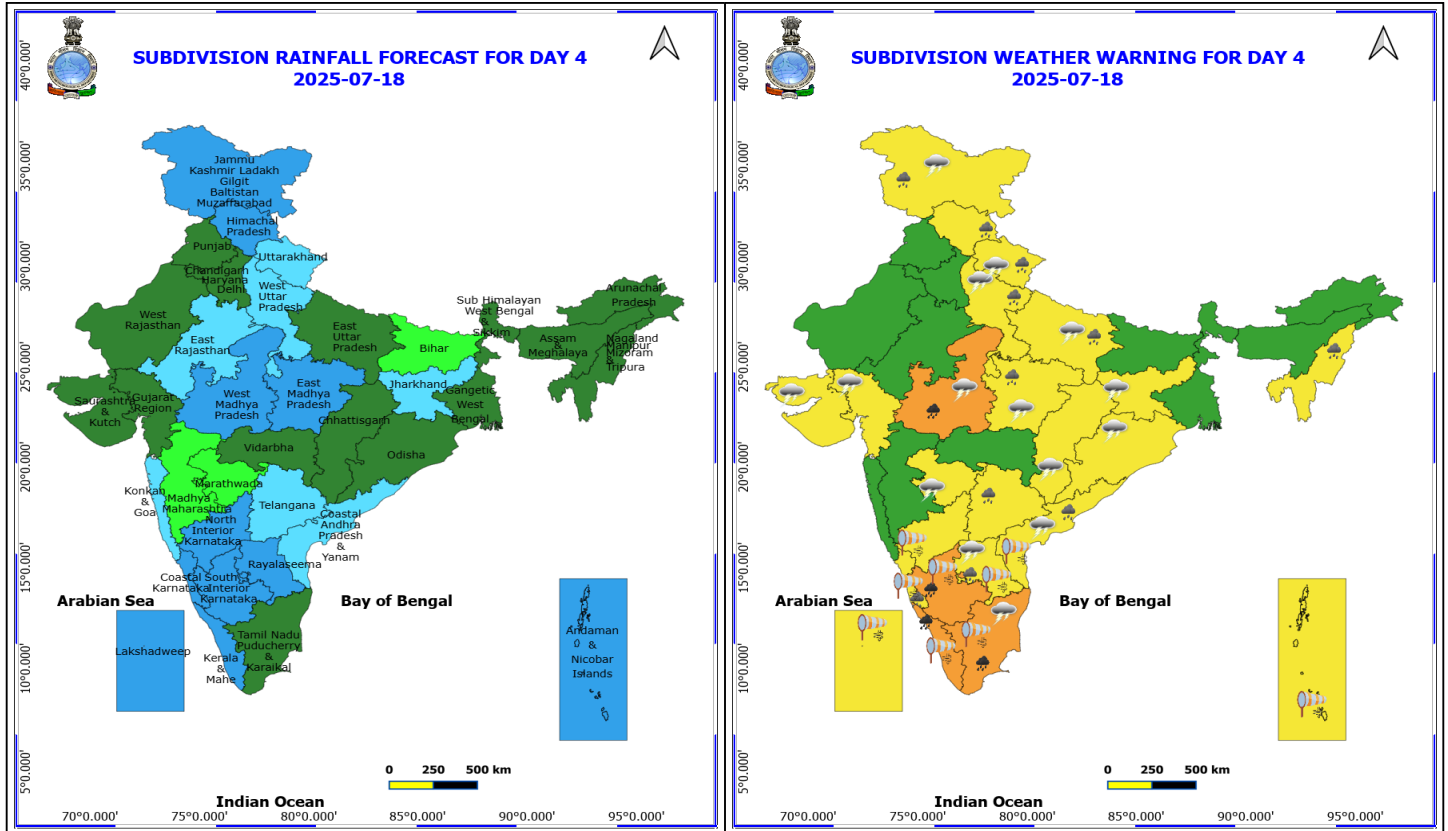 SUBDIVISION RAINFALL FORECAST FOR DAY 4
2025-07-18
40°0.000'
35°0.000'
30°0.000'
25°0.000'
20°0.000'
15°0.000'
10°0.000'
5°0.000'
Jammu
Kashmir Ladakh
Gilgit
Baltistan
Muzaffarabad
Himachal
Pradesh
Punjab
Uttarakhand
Chandigarh
Haryana
Delhi
West
Uttar
Pradesh
West
Rajasthan
East
Rajasthan
East
Uttar
Pradesh
Bihar
Sub Himalayan
West Bengal
&
Sikkim
Arunachal
Pradesh
Assam
&
Meghalaya
Nagaland
Manipur
Mizoram
&
Tripura
Jharkhand
Gangetic
West
Bengal
Saurashtra
&
Kutch
Gujarat
Region
West
Madhya
Pradesh
East
Madhya
Pradesh
Chhattisgarh
Vidarbha
Odisha
Konkan
&
Goa
Madhya
Maharashtra
Marathwada
Telangana
North
Interior
Karnataka
Coastal
Andhra
Pradesh
&
Yanam
Rayalaseema
Coastal
Karnataka
South
Interior
Karnataka
Arabian Sea
Bay of Bengal
Lakshadweep
Kerala
&
Mahe
Tamil Nadu
Puducherry
&
Karaikal
Andaman
&
Nicobar
Islands
0 250 500 km
Indian Ocean
70°0.000' 75°0.000' 80°0.000' 85°0.000' 90°0.000' 95°0.000'
SUBDIVISION WEATHER WARNING FOR DAY 4
2025-07-18
40°0.000'
35°0.000'
30°0.000'
25°0.000'
20°0.000'
15°0.000'
10°0.000'
5°0.000'
Arabian Sea
Bay of Bengal
0 250 500 km
Indian Ocean
70°0.000' 75°0.000' 80°0.000' 85°0.000' 90°0.000' 95°0.000'